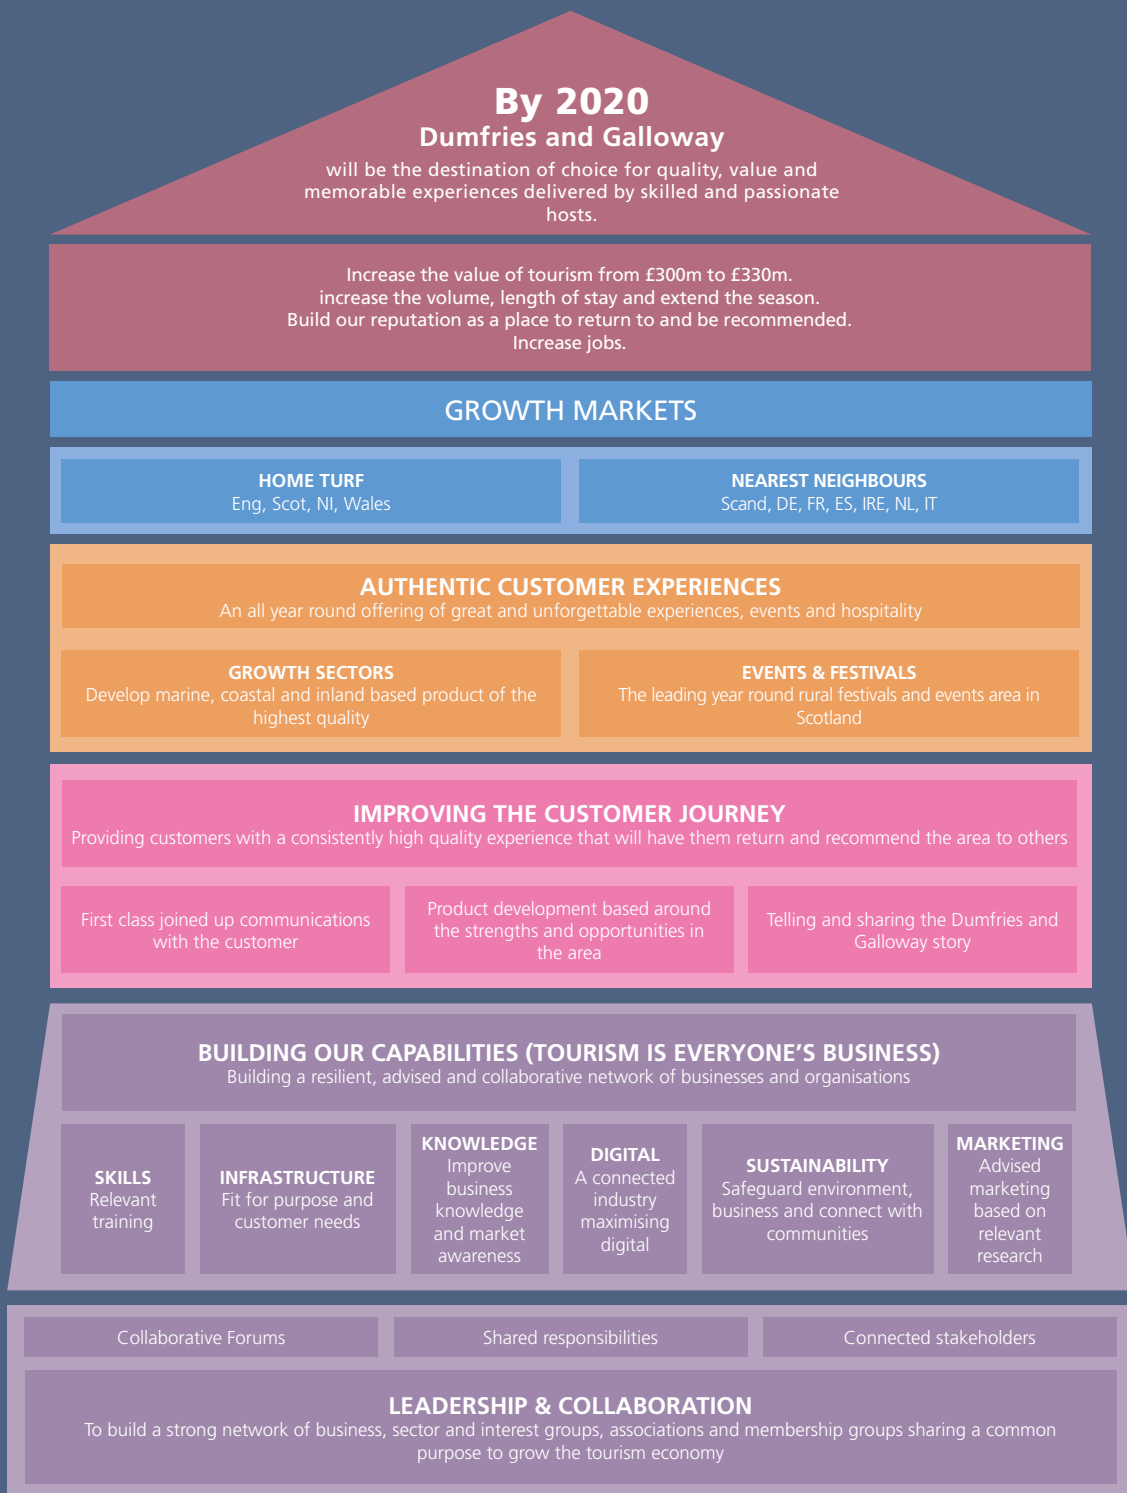 By 2020
Dumfries and Galloway
will be the destination of choice for quality, value and
memorable experiences delivered by skilled and passionate
hosts.
Increase the value of tourism from £300m to £330m.
increase the volume, length of stay and extend the season.
Build our reputation as a place to return to and be recommended.
Increase jobs.
GROWTH MARKETS
HOME TURF
Eng, Scot, NI, Wales
NEAREST NEIGHBOURS
Scand, DE, FR, ES, IRE, NL, IT
AUTHENTIC CUSTOMER EXPERIENCES
An all year round offering of great and unforgettable experiences, events and hospitality
GROWTH SECTORS
Develop marine, coastal and inland based product of the
highest quality
EVENTS & FESTIVALS
The leading year round rural festivals and events area in
Scotland
IMPROVING THE CUSTOMER JOURNEY
Providing customers with a consistently high quality experience that will have them return and recommend the area to others
First class joined up communications
with the customer
Product development based around
the strengths and opportunities in
the area
Telling and sharing the Dumfries and
Galloway story
BUILDING OUR CAPABILITIES (TOURISM IS EVERYONE’S BUSINESS)
Building a resilient, advised and collaborative network of businesses and organisations
SKILLS
Relevant
training
INFRASTRUCTURE
Fit for purpose and
customer needs
KNOWLEDGE
Improve
business
knowledge
and market
awareness
DIGITAL
A connected
industry
maximising
digital
SUSTAINABILITY
Safeguard environment,
business and connect with
communities
MARKETING
Advised
marketing
based on
relevant
research
Collaborative Forums
Shared responsibilities
Connected stakeholders
LEADERSHIP & COLLABORATION
To build a strong network of business, sector and interest groups, associations and membership groups sharing a common
purpose to grow the tourism economy